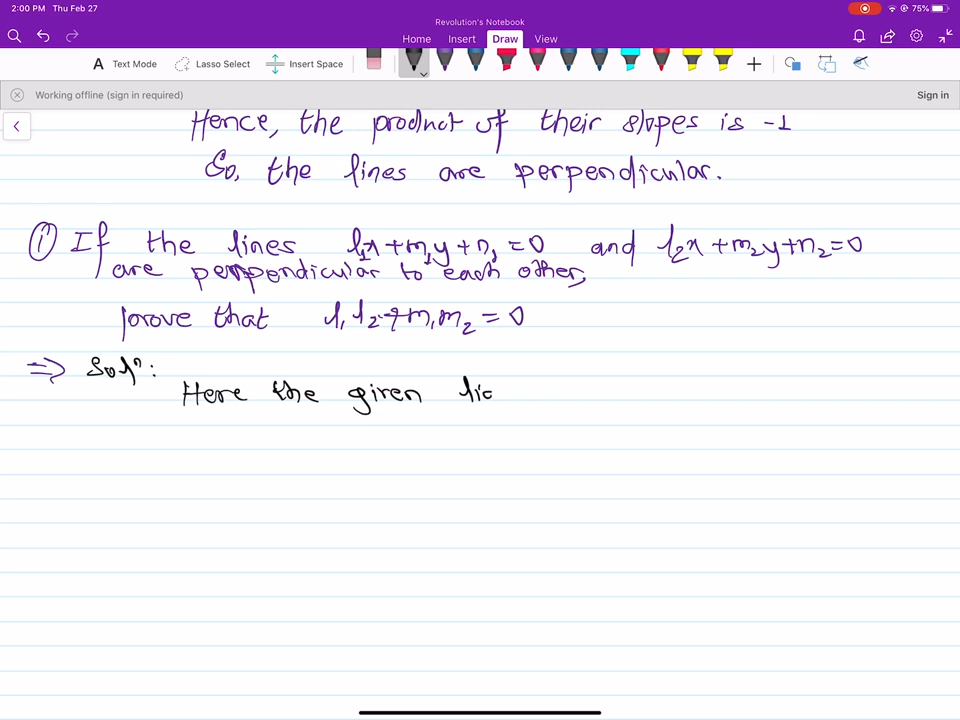 2:00 PM Thu Feb 27
75%
Revolution's Notebook
Home Insert Draw View
Text Mode Lasso Select Insert Space
Working offline (sign in required) Sign in
Hence, the product of their slopes is -1
So, the lines are perpendicular.
① If the lines l₁x + m₁y + n₁ = 0 and l₂x + m₂y + n₂ = 0
are perpendicular to each other,
prove that l₁l₂ + m₁m₂ = 0
⇒ Solⁿ:
Here the given